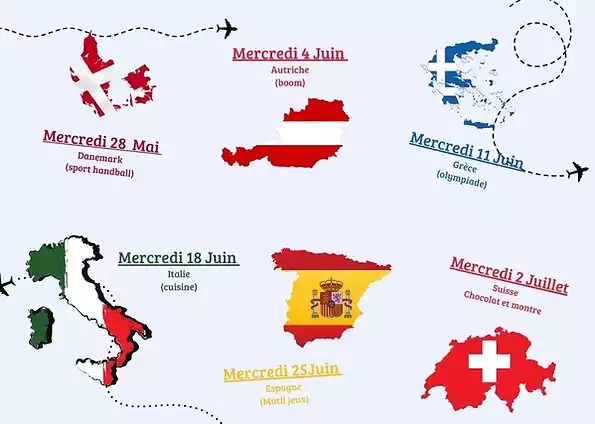 Mercredi 4 Juin
Autriche
(boom)
Mercredi 28 Mai
Danemark
(sport handball)
Mercredi 11 Juin
Grèce
(olympiade)
Mercredi 18 Juin
Italie
(cuisine)
Mercredi 25Juin
Espagne
(Mutli jeux)
Mercredi 2 Juillet
Suisse
Chocolat et montre